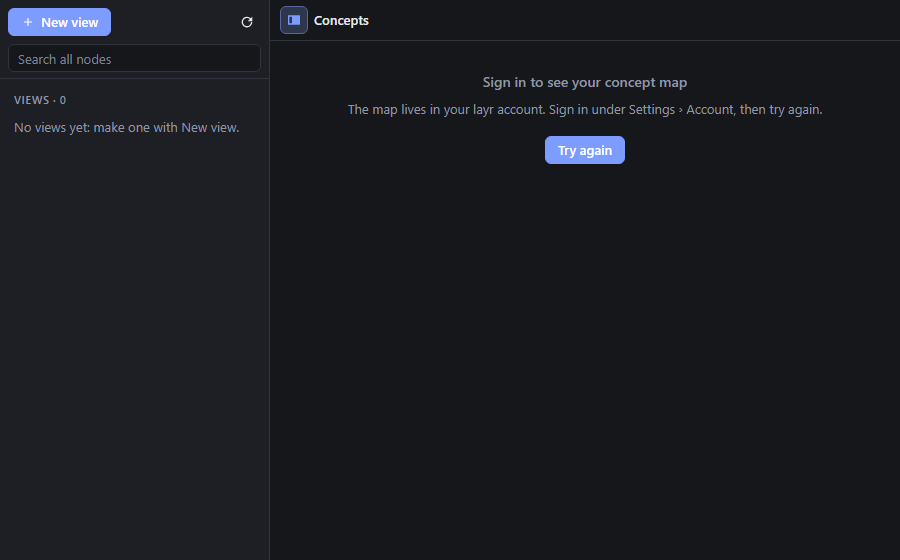 New view
Search all nodes
VIEWS · 0
No views yet: make one with New view.
Concepts
Sign in to see your concept map
The map lives in your layr account. Sign in under Settings › Account, then try again.
Try again